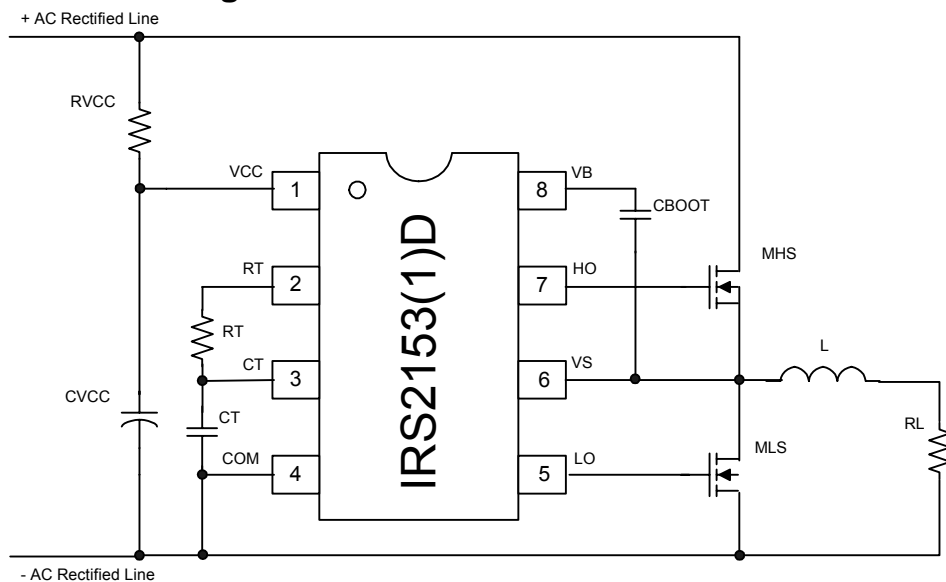 + AC Rectified Line
RVCC
VCC
1
8
VB
CBOOT
MHS
RT
2
7
HO
RT
IRS2153(1)D
CT
3
6
VS
L
CVCC
CT
RL
MLS
COM
4
5
LO
- AC Rectified Line